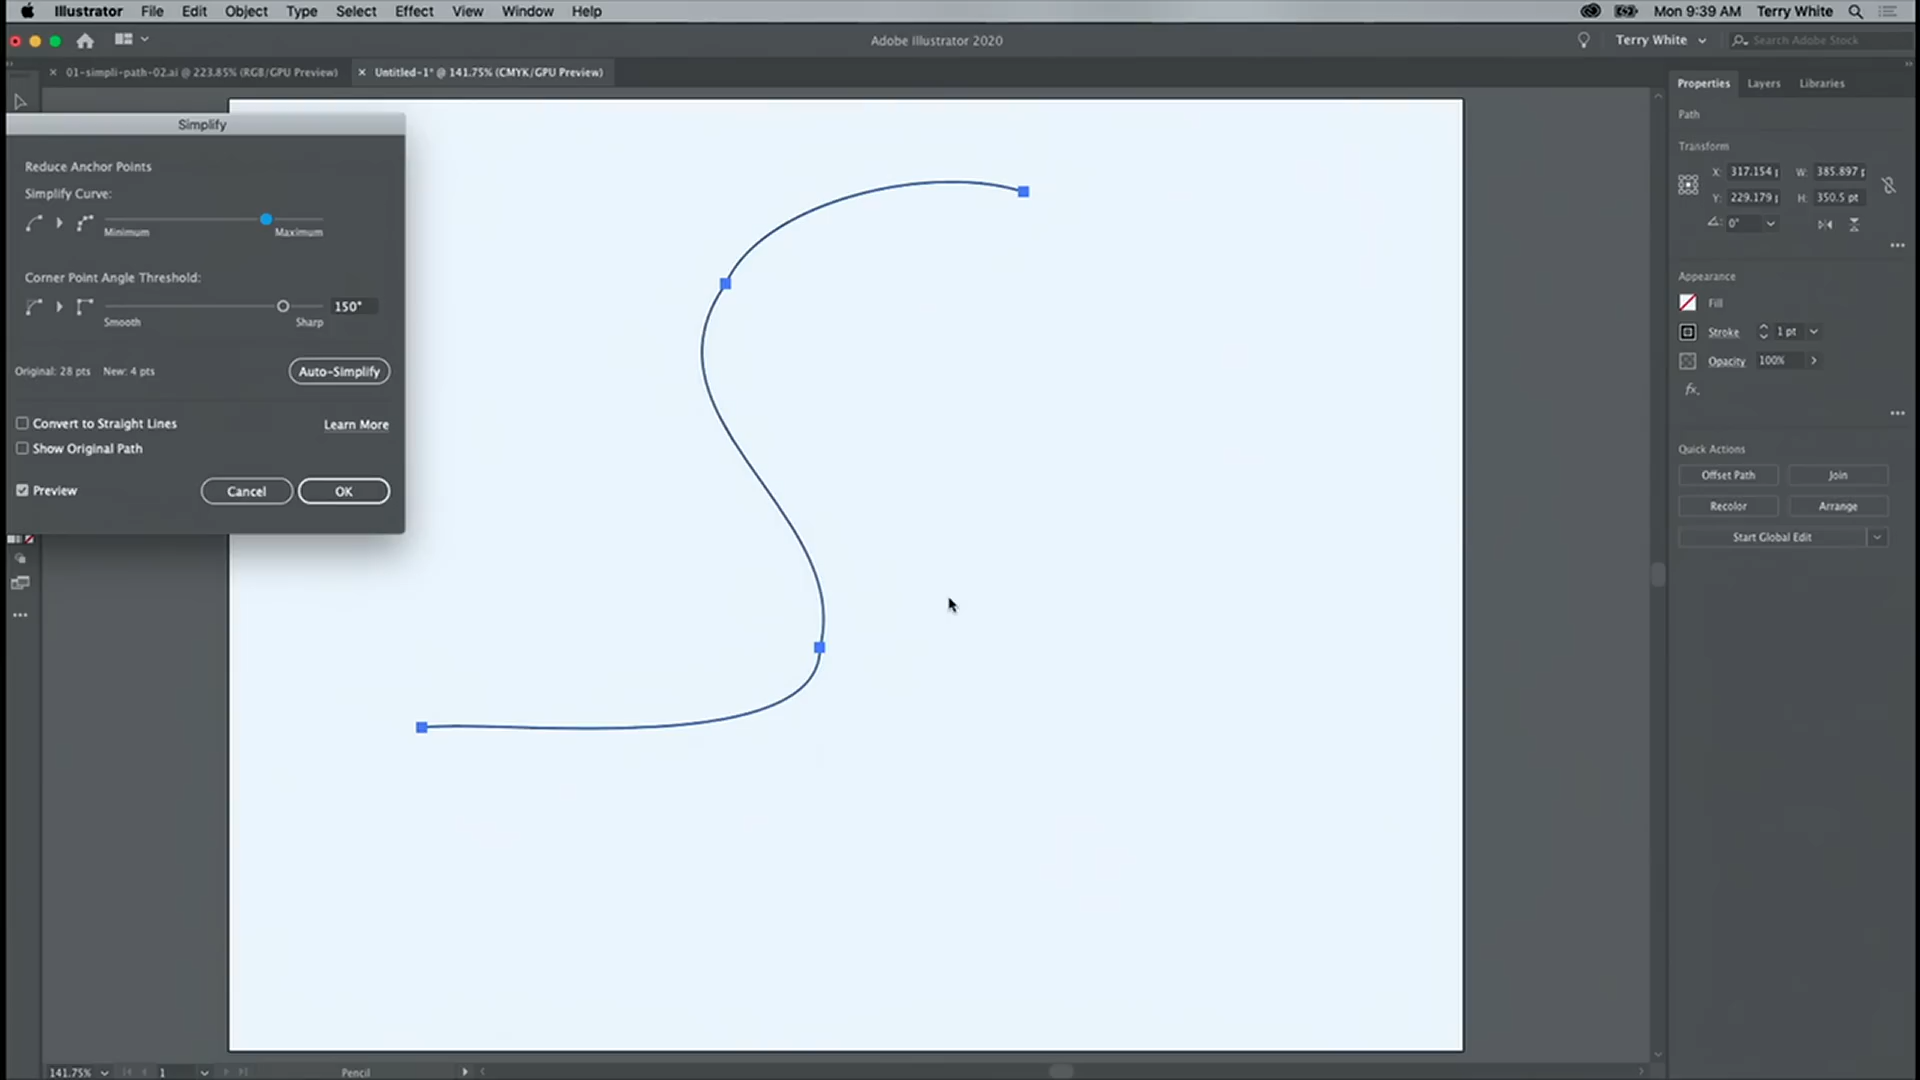 Illustrator File Edit Object Type Select Effect View Window Help
Mon 9:39 AM Terry White
Adobe Illustrator 2020
Terry White
Search Adobe Stock
01-simpli-path-02.ai @ 223.85% (RGB/GPU Preview)
Untitled-1* @ 141.75% (CMYK/GPU Preview)
Simplify
Reduce Anchor Points
Simplify Curve:
Minimum Maximum
Corner Point Angle Threshold:
150°
Smooth Sharp
Original: 28 pts New: 4 pts
Auto-Simplify
Convert to Straight Lines
Learn More
Show Original Path
Preview
Cancel OK
Properties Layers Libraries
Path
Transform
X: 317.154 W: 385.897 p
Y: 229.179 H: 350.5 pt
0°
Appearance
Fill
Stroke 1 pt
Opacity 100%
fx.
Quick Actions
Offset Path Join
Recolor Arrange
Start Global Edit
141.75% 1 Pencil